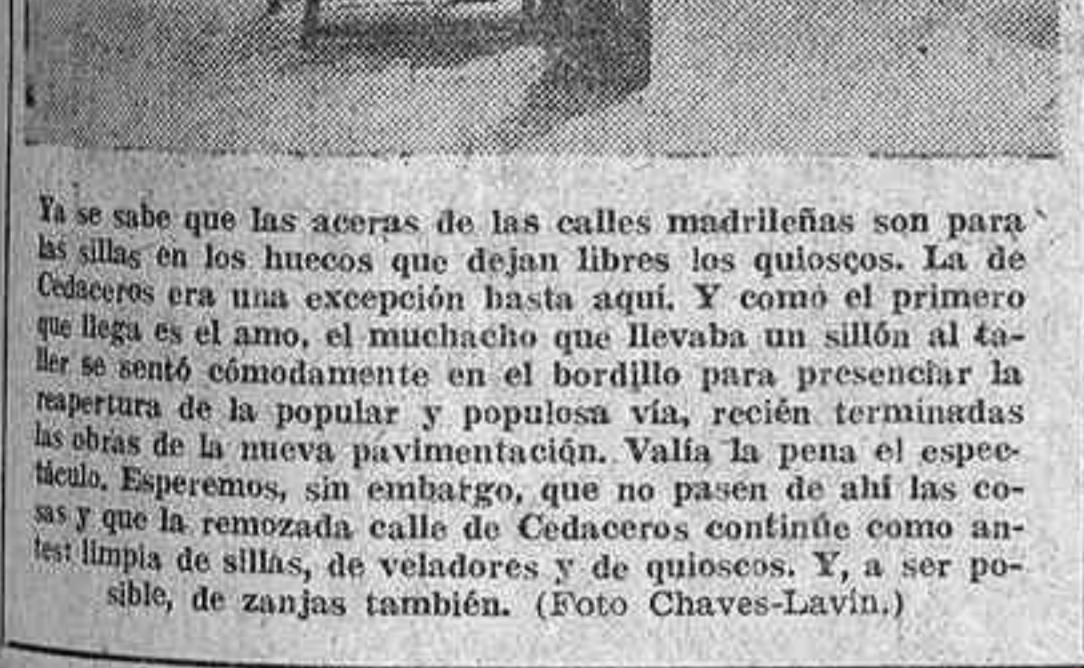 Ya se sabe que las aceras de las calles madrileñas son para
las sillas en los huecos que dejan libres los quioscos. La de
Cedaceros era una excepción hasta aquí. Y como el primero
que llega es el amo, el muchacho que llevaba un sillón al ta-
ller se sentó cómodamente en el bordillo para presenciar la
reapertura de la popular y populosa vía, recién terminadas
las obras de la nueva pavimentación. Valía la pena el espec-
táculo. Esperemos, sin embargo, que no pasen de ahí las co-
sas y que la remozada calle de Cedaceros continúe como an-
tes: limpia de sillas, de veladores y de quioscos. Y, a ser po-
sible, de zanjas también. (Foto Chaves-Lavín.)